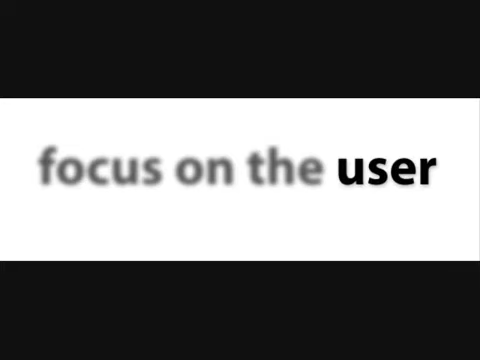 focus on the user